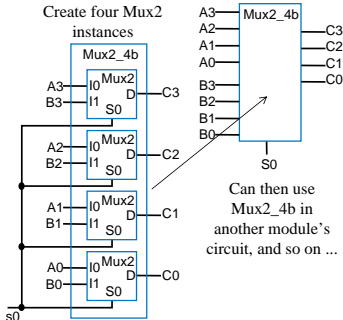 Create four Mux2
instances
Mux2_4b
A3
B3
I0
I1
Mux2
D
S0
C3
A2
B2
I0
I1
Mux2
D
S0
C2
A1
B1
I0
I1
Mux2
D
S0
C1
A0
B0
I0
I1
Mux2
D
S0
C0
s0
Mux2_4b
A3
A2
A1
A0
B3
B2
B1
B0
C3
C2
C1
C0
S0
Can then use
Mux2_4b in
another module's
circuit, and so on ...